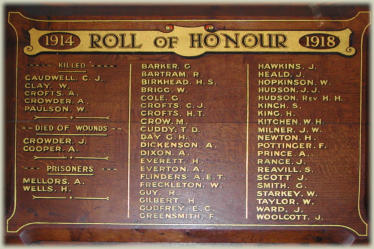 1914 ROLL OF HONOUR 1918
KILLED
CAUDWELL. C. J.
CLAY. W.
CROFTS. A.
CROWDER. A.
PAULSON. W.
DIED OF WOUNDS
CROWDER. J.
COOPER. A.
PRISONERS
MELLORS. A.
WELLS. H.
BARKER. G.
BARTRAM. R.
BIRKHEAD. H. S.
BRIGG. W.
COLE. G.
CROFTS. C. J.
CROFTS. H. T.
CROW. M.
CUDDY. T. D.
DAY. G. H.
DICKENSON. A.
DIXON. A.
EVERETT. H.
EVERTON. A.
FLINDERS. A. E. T.
FRECKLETON. W.
GUY. R.
GILBERT. H.
GODFREY. E. C.
GREENSMITH. F.
HAWKINS. J.
HEALD. J.
HOPKINSON. W.
HUDSON. J. J.
HUDSON. REV H. H.
KINCH. S.
KING. H.
KITCHEN. W. H.
MILNER. J. W.
NEWTON. H.
POTTINGER. F.
PRINCE. A.
RANCE. J.
REAVILL. S.
SCOTT. J.
SMITH. G.
STARKEY. W.
TAYLOR. W.
WARD. J.
WOOLCOTT. J.